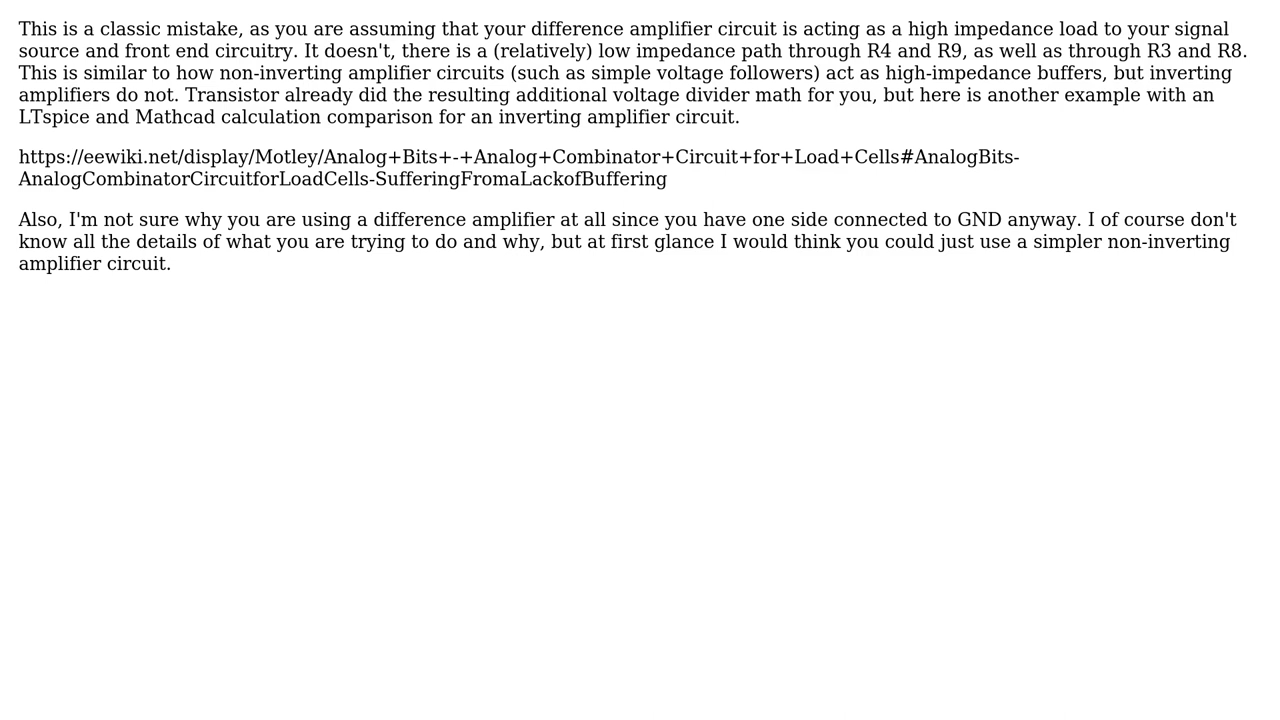 This is a classic mistake, as you are assuming that your difference amplifier circuit is acting as a high impedance load to your signal
source and front end circuitry. It doesn't, there is a (relatively) low impedance path through R4 and R9, as well as through R3 and R8.
This is similar to how non-inverting amplifier circuits (such as simple voltage followers) act as high-impedance buffers, but inverting
amplifiers do not. Transistor already did the resulting additional voltage divider math for you, but here is another example with an
LTspice and Mathcad calculation comparison for an inverting amplifier circuit.
https://eewiki.net/display/Motley/Analog+Bits+-+Analog+Combinator+Circuit+for+Load+Cells#AnalogBits-
AnalogCombinatorCircuitforLoadCells-SufferingFromaLackofBuffering
Also, I'm not sure why you are using a difference amplifier at all since you have one side connected to GND anyway. I of course don't
know all the details of what you are trying to do and why, but at first glance I would think you could just use a simpler non-inverting
amplifier circuit.